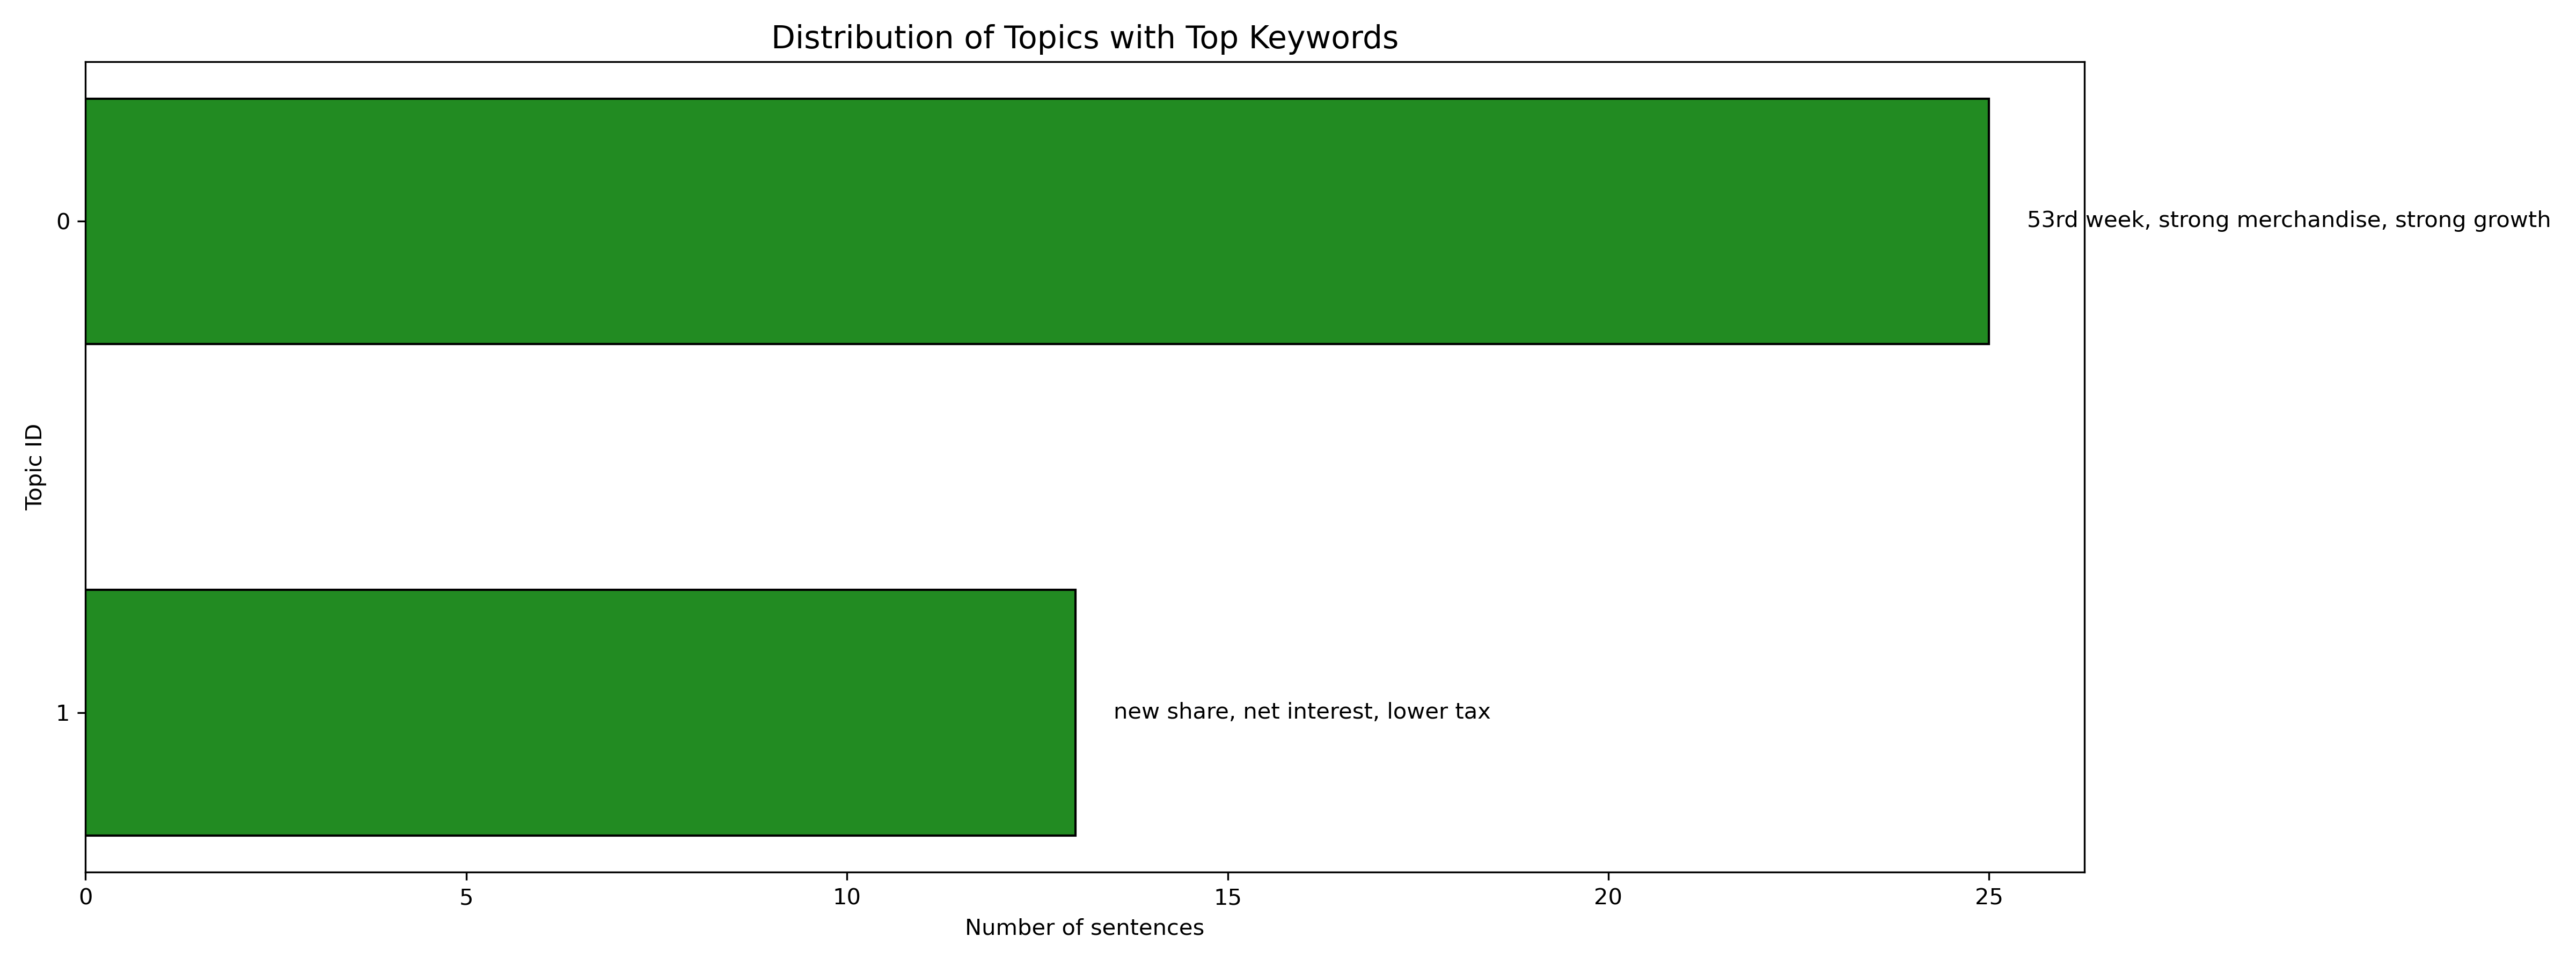 Distribution of Topics with Top Keywords
0
53rd week, strong merchandise, strong growth
Topic ID
1
new share, net interest, lower tax
0 5 10 15 20 25
Number of sentences